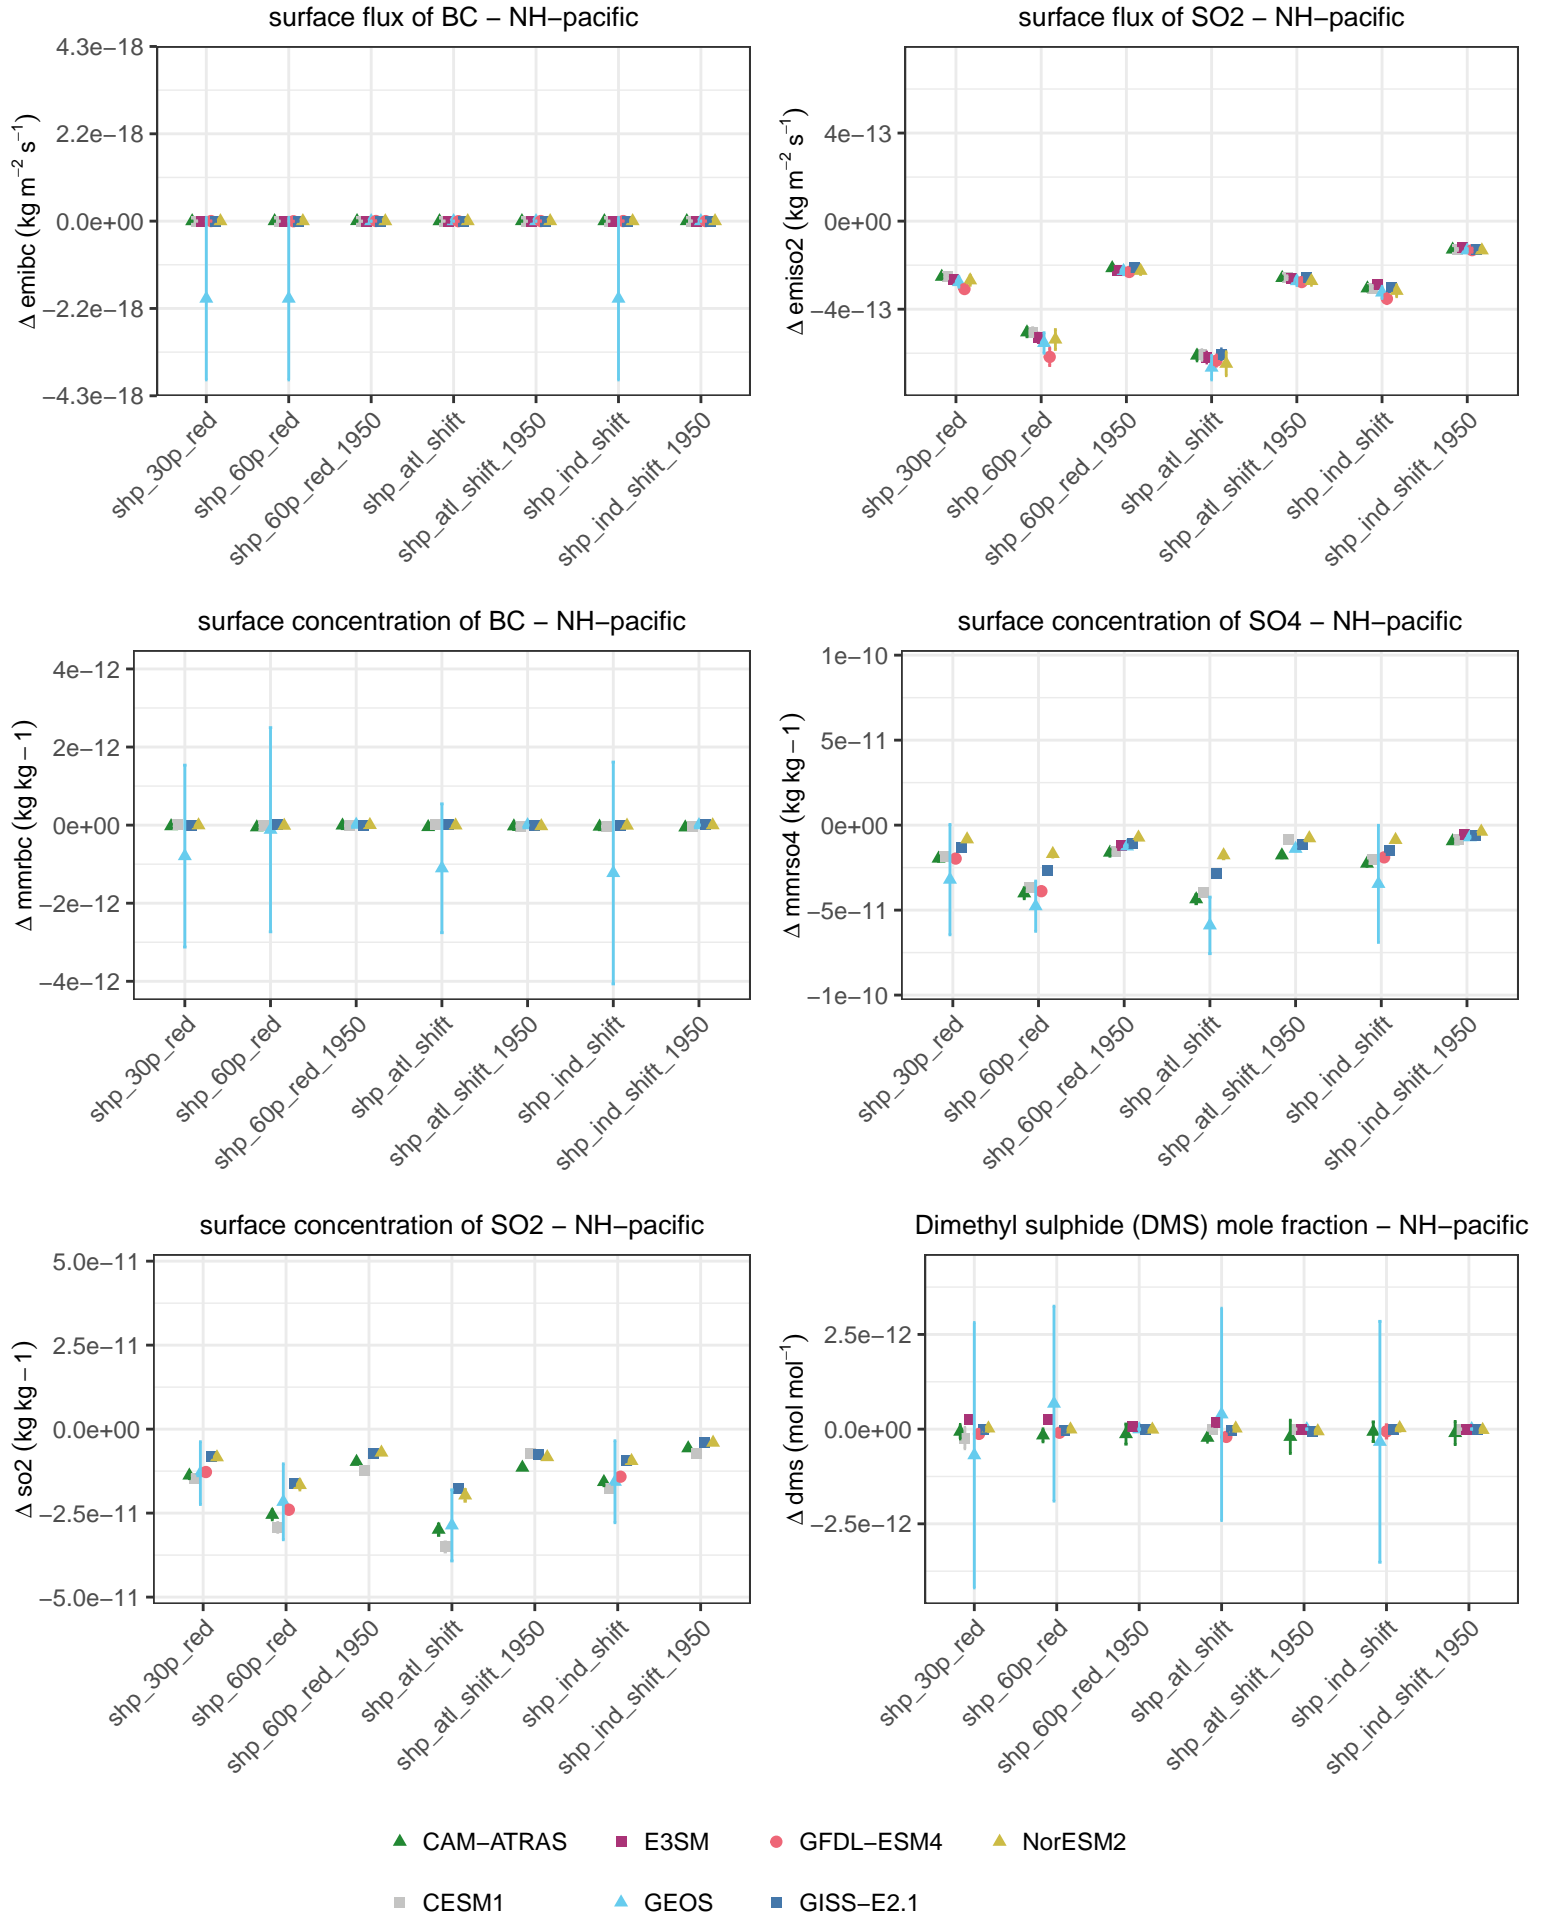 surface flux of BC − NH−pacific
Δ emibc (kg m−2 s−1)
4.3e−18
2.2e−18
0.0e+00
−2.2e−18
−4.3e−18
shp_30p_red
shp_60p_red
shp_60p_red_1950
shp_atl_shift
shp_atl_shift_1950
shp_ind_shift
shp_ind_shift_1950
surface flux of SO2 − NH−pacific
Δ emiso2 (kg m−2 s−1)
4e−13
0e+00
−4e−13
shp_30p_red
shp_60p_red
shp_60p_red_1950
shp_atl_shift
shp_atl_shift_1950
shp_ind_shift
shp_ind_shift_1950
surface concentration of BC − NH−pacific
Δ mmrbc (kg kg − 1)
4e−12
2e−12
0e+00
−2e−12
−4e−12
shp_30p_red
shp_60p_red
shp_60p_red_1950
shp_atl_shift
shp_atl_shift_1950
shp_ind_shift
shp_ind_shift_1950
surface concentration of SO4 − NH−pacific
Δ mmrso4 (kg kg − 1)
1e−10
5e−11
0e+00
−5e−11
−1e−10
shp_30p_red
shp_60p_red
shp_60p_red_1950
shp_atl_shift
shp_atl_shift_1950
shp_ind_shift
shp_ind_shift_1950
surface concentration of SO2 − NH−pacific
Δ so2 (kg kg − 1)
5.0e−11
2.5e−11
0.0e+00
−2.5e−11
−5.0e−11
shp_30p_red
shp_60p_red
shp_60p_red_1950
shp_atl_shift
shp_atl_shift_1950
shp_ind_shift
shp_ind_shift_1950
Dimethyl sulphide (DMS) mole fraction − NH−pacific
Δ dms (mol mol−1)
2.5e−12
0.0e+00
−2.5e−12
shp_30p_red
shp_60p_red
shp_60p_red_1950
shp_atl_shift
shp_atl_shift_1950
shp_ind_shift
shp_ind_shift_1950
CAM−ATRAS E3SM GFDL−ESM4 NorESM2
CESM1 GEOS GISS−E2.1